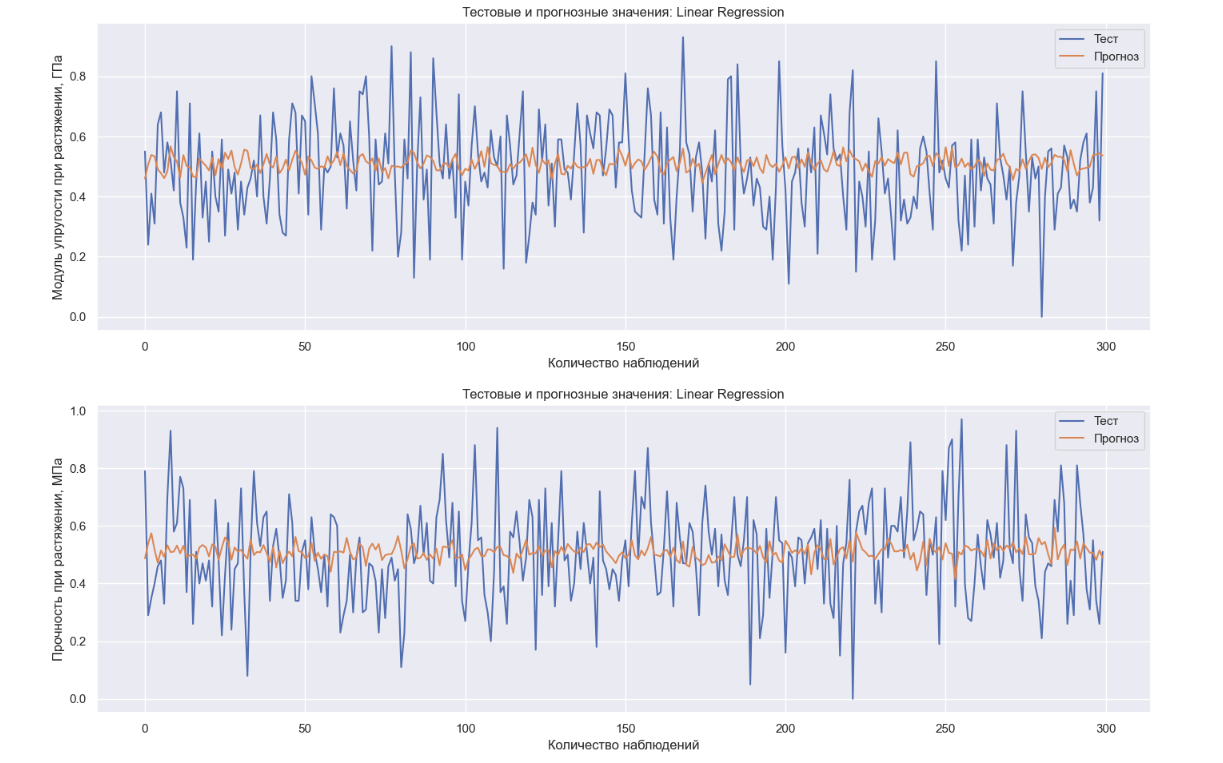 Тестовые и прогнозные значения: Linear Regression
Модуль упругости при растяжении, ГПа
0.8
0.6
0.4
0.2
0.0
Тест
Прогноз
0 50 100 150 200 250 300
Количество наблюдений
Тестовые и прогнозные значения: Linear Regression
Прочность при растяжении, МПа
1.0
0.8
0.6
0.4
0.2
0.0
Тест
Прогноз
0 50 100 150 200 250 300
Количество наблюдений